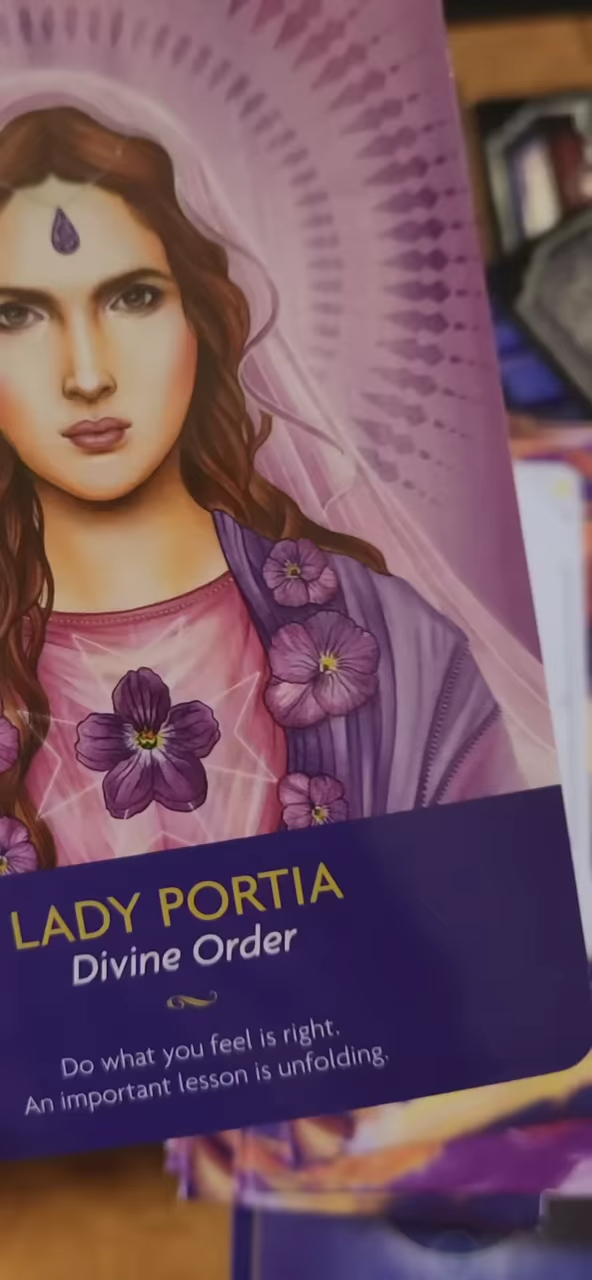 LADY PORTIA
Divine Order
Do what you feel is right.
An important lesson is unfolding.